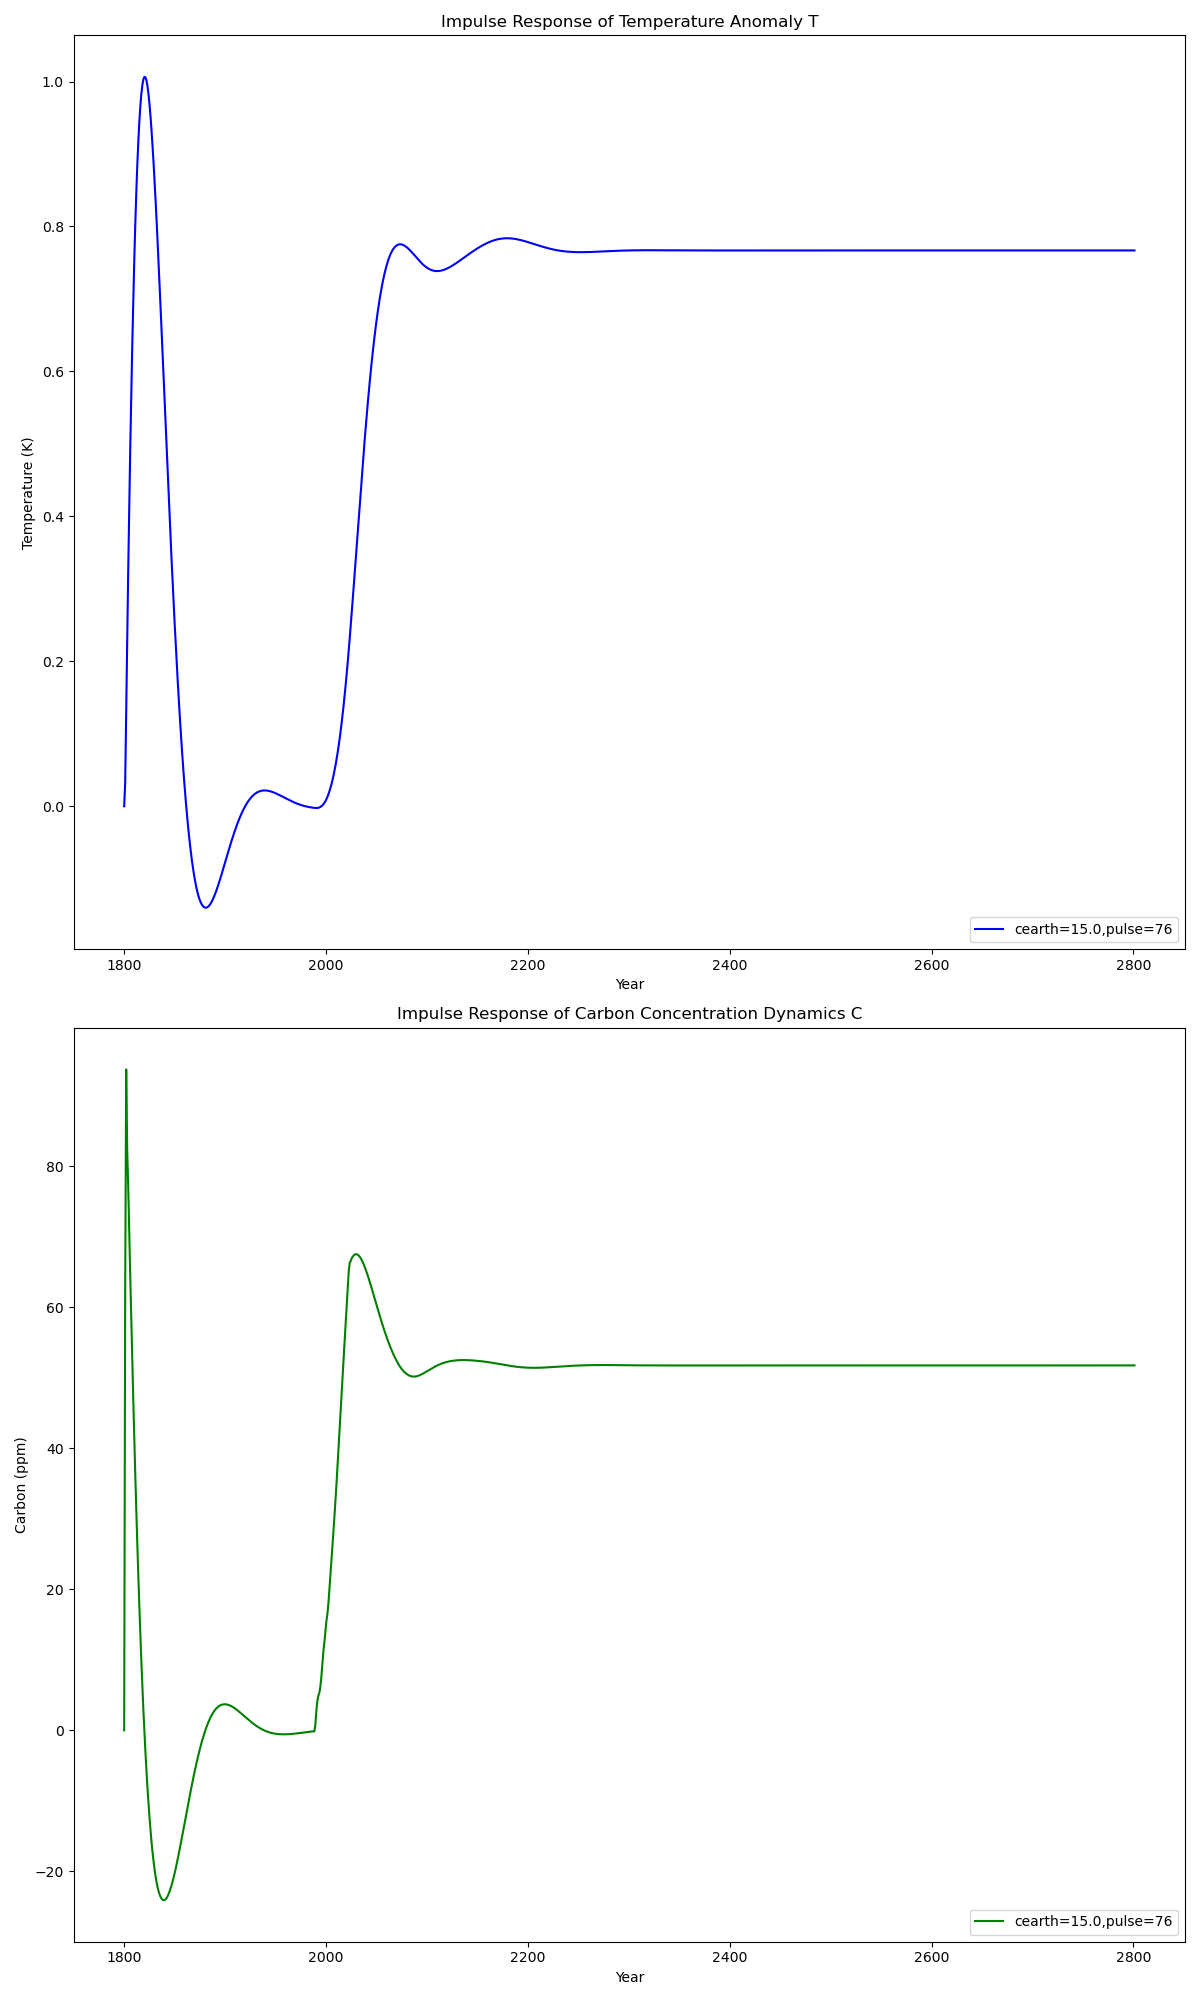 Impulse Response of Temperature Anomaly T
1.0
0.8
0.6
0.4
0.2
0.0
Temperature (K)
cearth=15.0,pulse=76
1800 2000 2200 2400 2600 2800
Year
Impulse Response of Carbon Concentration Dynamics C
80
60
40
20
0
−20
Carbon (ppm)
cearth=15.0,pulse=76
1800 2000 2200 2400 2600 2800
Year